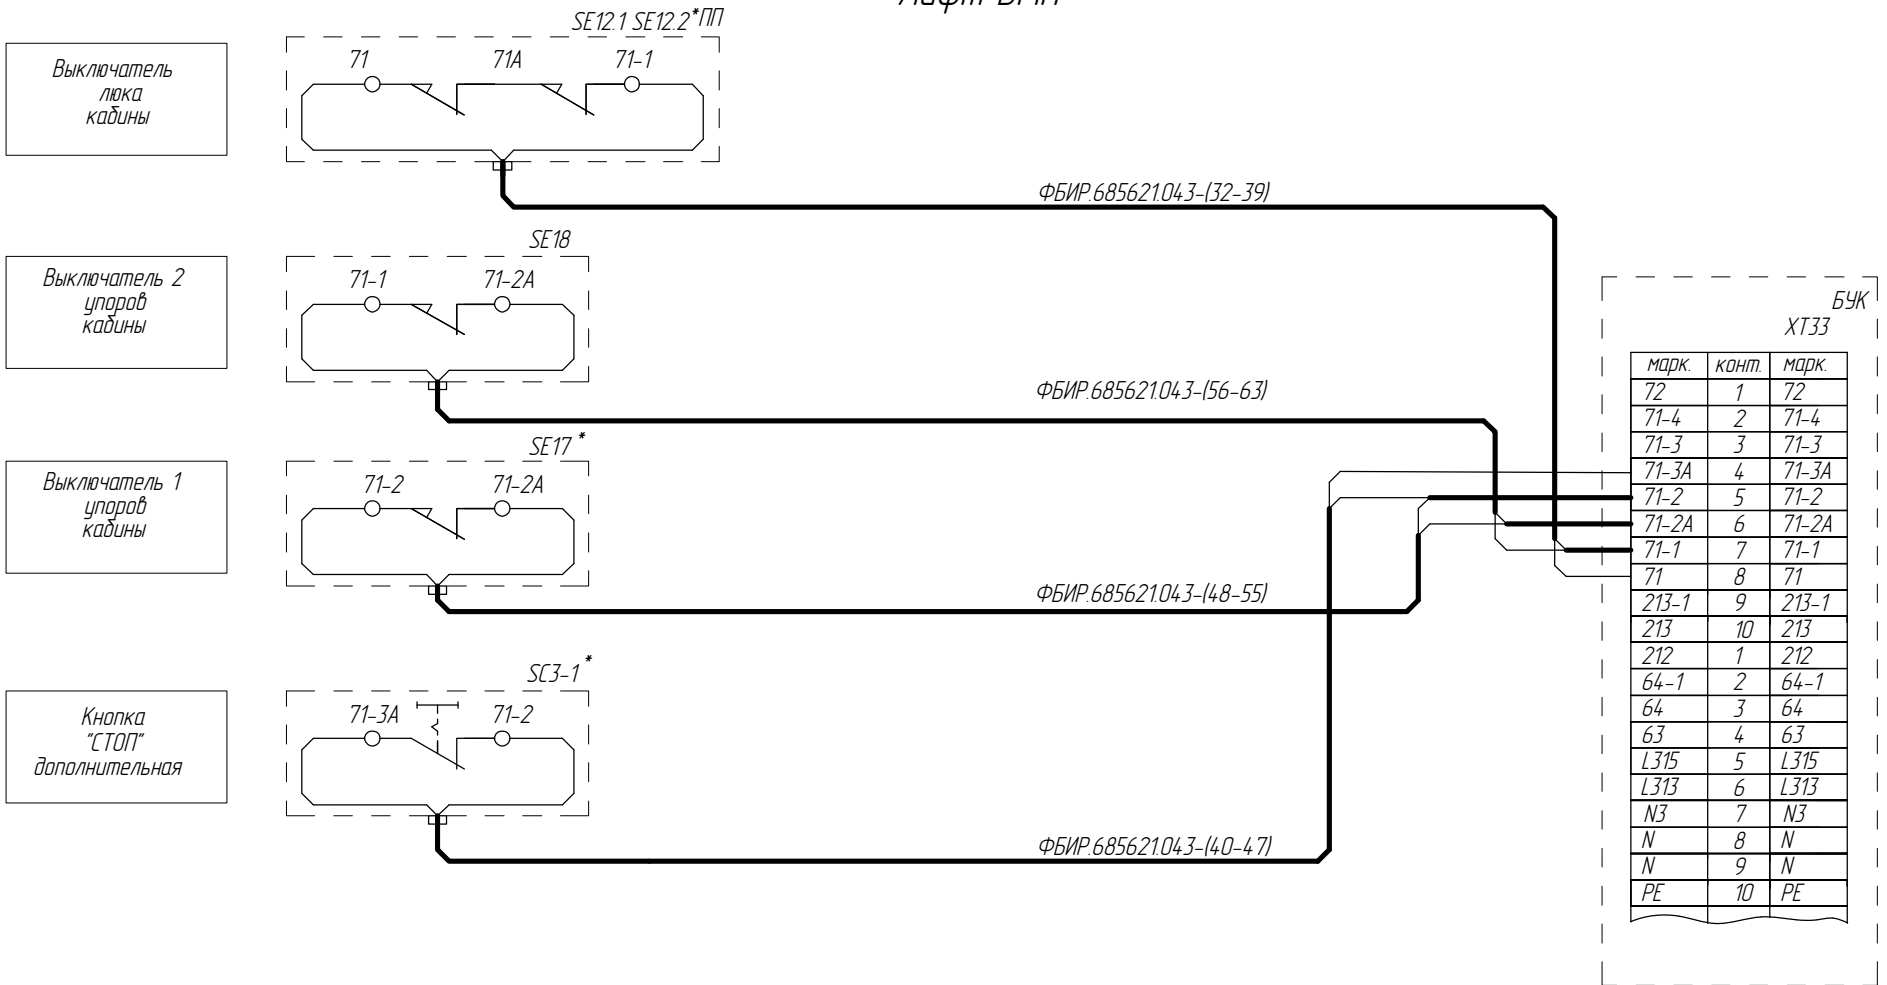 SE12.1 SE12.2*ПП
Выключатель
люка
кабины
71 71А 71-1
ФБИР.685621.043-(32-39)
SE18
Выключатель 2
упоров
кабины
71-1 71-2А
ФБИР.685621.043-(56-63)
SE17*
Выключатель 1
упоров
кабины
71-2 71-2А
ФБИР.685621.043-(48-55)
SC3-1*
Кнопка
"СТОП"
дополнительная
71-3А 71-2
ФБИР.685621.043-(40-47)
БУК
ХТ33
марк. конт. марк.
72 1 72
71-4 2 71-4
71-3 3 71-3
71-3А 4 71-3А
71-2 5 71-2
71-2А 6 71-2А
71-1 7 71-1
71 8 71
213-1 9 213-1
213 10 213
212 1 212
64-1 2 64-1
64 3 64
63 4 63
L315 5 L315
L313 6 L313
N3 7 N3
N 8 N
N 9 N
PE 10 PE